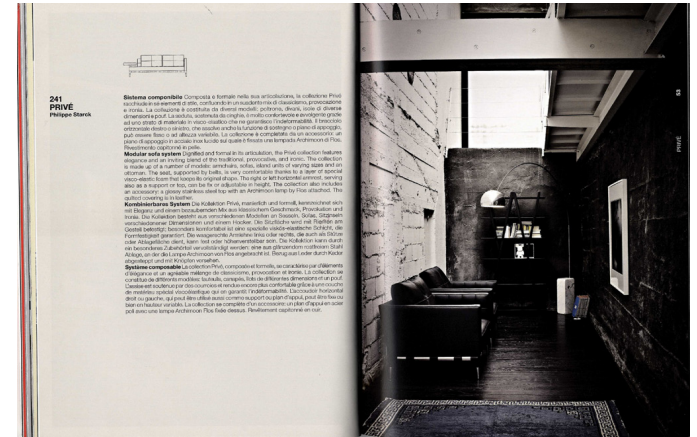 241
PRIVÉ
Philippe Starck
Sistema componibile Composta e formale nella sua articolazione, la collezione Privé
racchiude in sé elementi di stile, confluendo in un suadente mix di classicismo, provocazione
e ironia. La collezione è costituita da diversi modelli: poltrona, divani, isole di diverse
dimensioni e pouf. La seduta, sostenuta da cinghie, è molto confortevole e avvolgente grazie
ad uno strato di materiale in visco-elastico che ne garantisce l'indeformabilità. Il bracciolo
orizzontale destro o sinistro, che assolve anche la funzione di sostegno o piano di appoggio,
può essere fisso o ad altezza variabile. La collezione è completata da un accessorio: un
piano di appoggio in acciaio inox lucido sul quale è fissata una lampada Archimoon di Flos.
Rivestimento capitonné in pelle.
Modular sofa system Dignified and formal in its articulation, the Privé collection features
elegance and an inviting blend of the traditional, provocative, and ironic. The collection
is made up of a number of models: armchairs, sofas, island units of varying sizes and an
ottoman. The seat, supported by belts, is very comfortable thanks to a layer of special
visco-elastic foam that keeps its original shape. The right or left horizontal armrest, serving
also as a support or top, can be fix or adjustable in height. The collection also includes
an accessory: a glossy stainless steel top with an Archimoon lamp by Flos attached. The
quilted covering is in leather.
Kombinierbares System Die Kollektion Privé, majestätisch und formell, kennzeichnet sich
mit Eleganz und einem bezaubernden Mix aus klassischem Geschmack, Provokation und
Ironie. Die Kollektion besteht aus verschiedenen Modellen an Sesseln, Sofas, Sitzinseln
verschiedener Dimensionen und einem Hocker. Die Sitzfläche wird mit Riemen am
Gestell befestigt; besonders komfortabel ist eine spezielle viskös-elastische Schicht, die
Formfestigkeit garantiert. Die waagerechte Armlehne links oder rechts, die auch als Stütze
oder Ablagefläche dient, kann fest oder höhenverstellbar sein. Die Kollektion kann durch
ein besonderes Zubehörteil vervollständigt werden: eine aus glänzendem rostfreiem Stahl
Ablage, an der die Lampe Archimoon von Flos angebracht ist. Bezug aus Leder durch Keder
abgesteppt und mit Knöpfen versehen.
Système composable La collection Privé, composée et formelle, se caractérise par d'éléments
d'élégance et un agréable mélange de classicisme, provocation et ironie. La collection se
constitue de différents modèles: fauteuils, canapés, îlots de différentes dimensions et un pouf.
L'assise est soutenue par des courroies et rendue encore plus confortable grâce à une couche
de matériau spécial viscoélastique qui en garantit l'indéformabilité. L'accoudoir horizontal
droit ou gauche, qui peut être utilisé aussi comme support ou plan d'appui, peut être fixe ou
bien en hauteur variable. La collection se complète d'un accessoire: un plan d'appui en acier
poli avec une lampe Archimoon Flos fixée dessus. Revêtement capitonné en cuir.
53
PRIVÉ